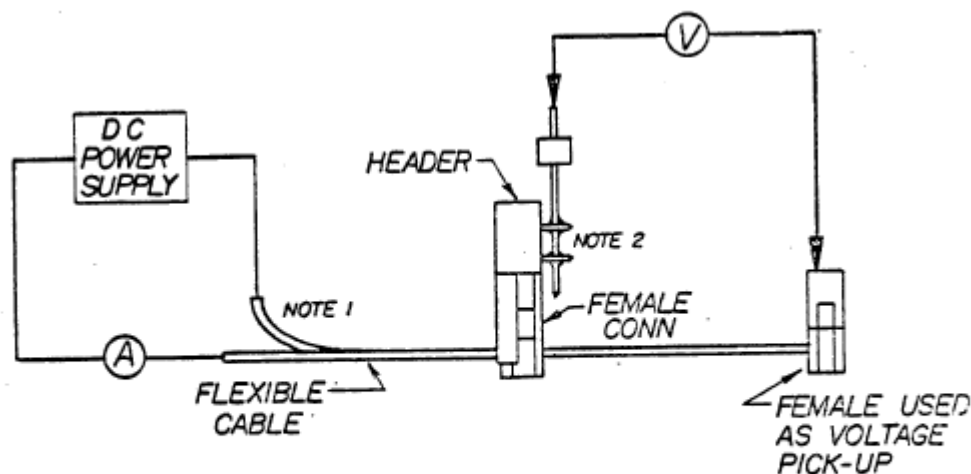 V
DC
POWER
SUPPLY
HEADER
NOTE 2
NOTE 1
FEMALE
CONN
A
FLEXIBLE
CABLE
FEMALE USED
AS VOLTAGE
PICK-UP